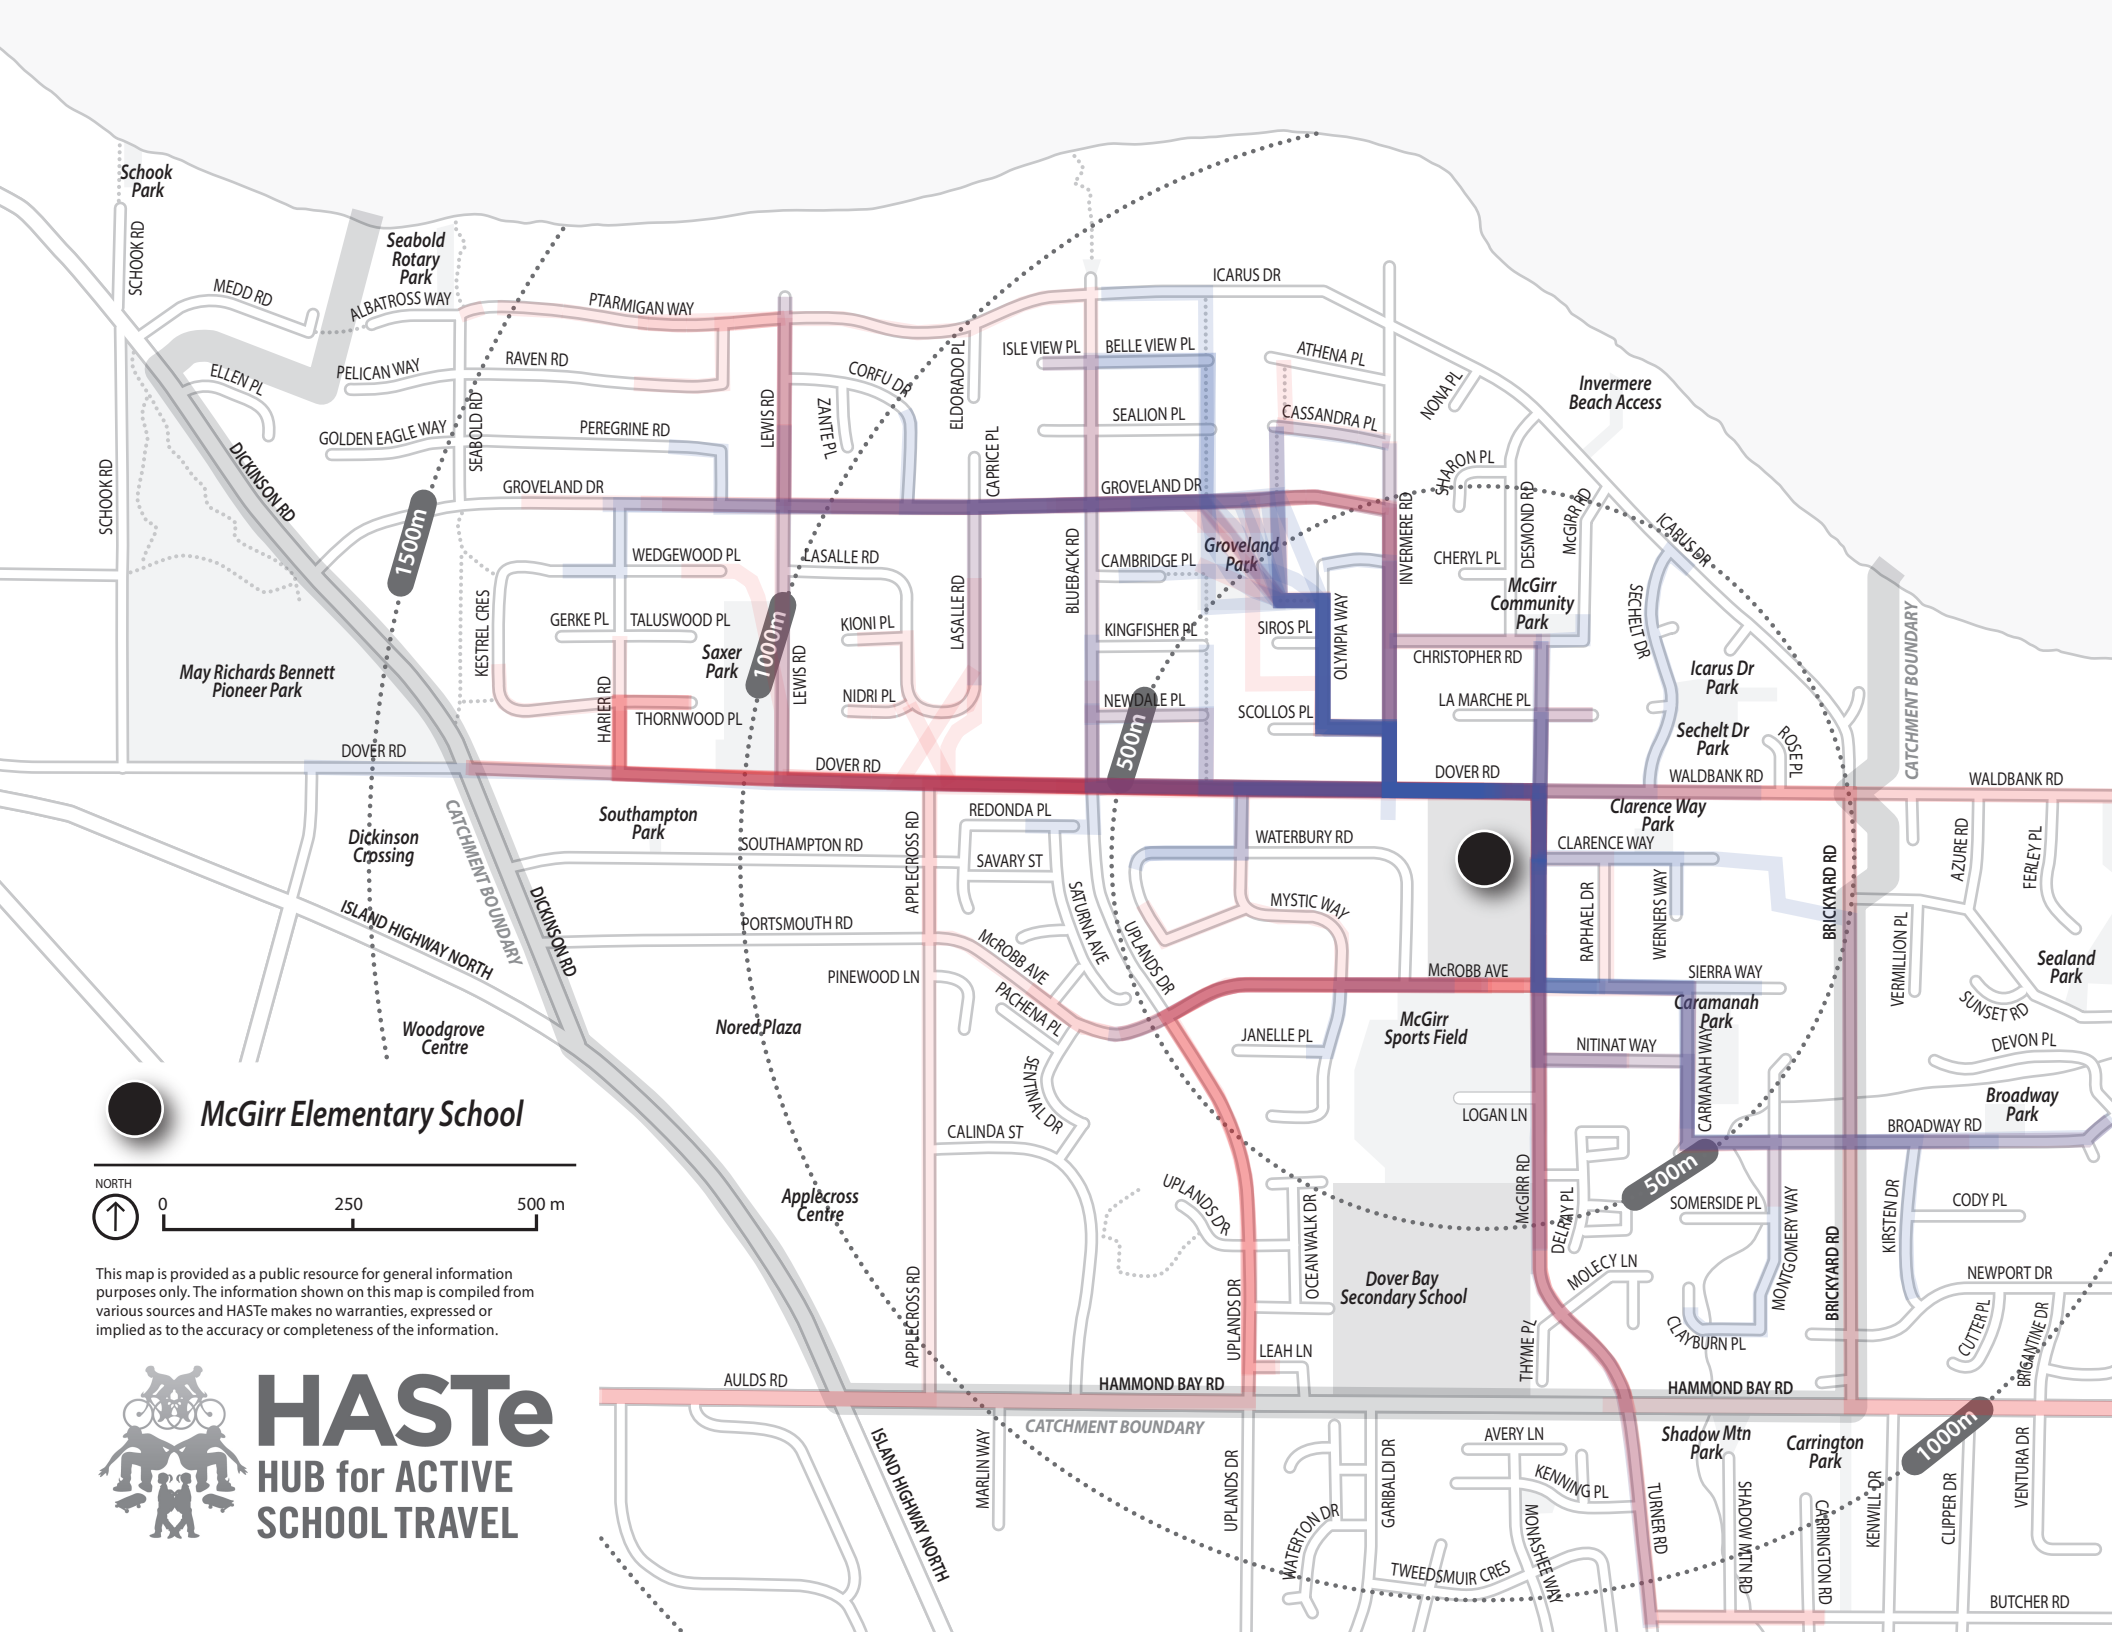 Schook
Park
SCHOOK RD
MEDD RD
Seabold
Rotary
Park
ALBATROSS WAY
PTARMIGAN WAY
ICARUS DR
ELLEN PL
PELICAN WAY
RAVEN RD
GOLDEN EAGLE WAY
SEABOLD RD
PEREGRINE RD
LEWIS RD
ZANTE PL
CORFU DR
ELDORADO PL
CAPRICE PL
ISLE VIEW PL
BELLE VIEW PL
SEALION PL
ATHENA PL
CASSANDRA PL
NONA PL
Invermere
Beach Access
SHARON PL
DESMOND RD
McGIRR RD
ICARUS DR
SCHOOK RD
DICKINSON RD
1500m
GROVELAND DR
GROVELAND DR
INVERMERE RD
WEDGEWOOD PL
LASALLE RD
BLUEBACK RD
CAMBRIDGE PL
Groveland
Park
CHERYL PL
McGirr
Community
Park
SECHELT DR
KESTREL CRES
GERKE PL
TALUSWOOD PL
1000m
KIONI PL
LASALLE RD
KINGFISHER PL
SIROS PL
OLYMPIA WAY
CHRISTOPHER RD
CATCHMENT BOUNDARY
May Richards Bennett
Pioneer Park
Saxer
Park
LEWIS RD
NIDRI PL
NEWDALE PL
SCOLLOS PL
LA MARCHE PL
Icarus Dr
Park
HARIER RD
THORNWOOD PL
500m
Sechelt Dr
Park
ROSE PL
DOVER RD
DOVER RD
DOVER RD
WALDBANK RD
WALDBANK RD
CATCHMENT BOUNDARY
Southampton
Park
REDONDA PL
Clarence Way
Park
Dickinson
Crossing
SOUTHAMPTON RD
APPLECROSS RD
SAVARY ST
WATERBURY RD
CLARENCE WAY
BRICKYARD RD
AZURE RD
FERLEY PL
ISLAND HIGHWAY NORTH
DICKINSON RD
PORTSMOUTH RD
SATURNA AVE
UPLANDS DR
MYSTIC WAY
RAPHAEL DR
WERNERS WAY
VERMILLION PL
McROBB AVE
PINEWOOD LN
PACHENA PL
McROBB AVE
SIERRA WAY
Sealand
Park
Caramanah
Park
SUNSET RD
Woodgrove
Centre
Nored Plaza
McGirr
Sports Field
JANELLE PL
NITINAT WAY
CARMANAH WAY
DEVON PL
SENTINAL DR
McGirr Elementary School
LOGAN LN
Broadway
Park
BROADWAY RD
CALINDA ST
500m
NORTH
0
250
500 m
Applecross
Centre
UPLANDS DR
OCEAN WALK DR
McGIRR RD
DELRAY PL
SOMERSIDE PL
MONTGOMERY WAY
KIRSTEN DR
CODY PL
This map is provided as a public resource for general information
purposes only. The information shown on this map is compiled from
various sources and HASTe makes no warranties, expressed or
implied as to the accuracy or completeness of the information.
APPLECROSS RD
UPLANDS DR
Dover Bay
Secondary School
MOLECY LN
BRICKYARD RD
NEWPORT DR
LEAH LN
THYME PL
CLAYBURN PL
CUTTER PL
BRIGANTINE DR
AULDS RD
HAMMOND BAY RD
HAMMOND BAY RD
CATCHMENT BOUNDARY
HASTe
HUB for ACTIVE
SCHOOL TRAVEL
ISLAND HIGHWAY NORTH
MARLIN WAY
UPLANDS DR
WATERTON DR
GARIBALDI DR
AVERY LN
KENNING PL
MONASHEE WAY
TWEEDSMUIR CRES
TURNER RD
Shadow Mtn
Park
SHADOW MTN RD
Carrington
Park
CARRINGTON RD
KENWILL DR
1000m
CLIPPER DR
VENTURA DR
BUTCHER RD